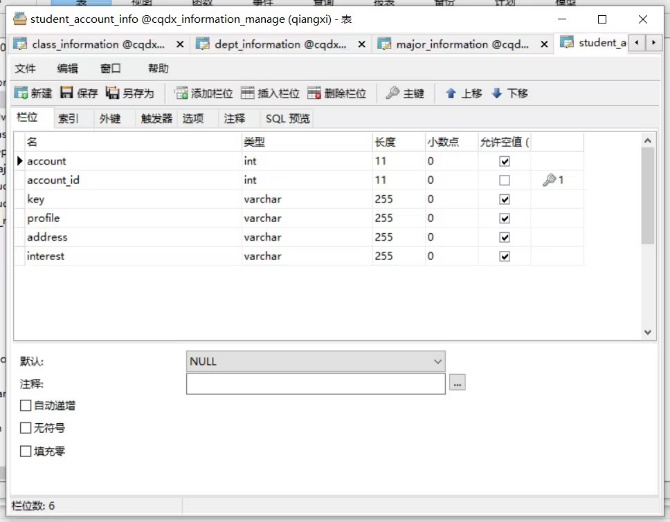 student_account_info @cqdx_information_manage (qiangxi) - 表
class_information @cqdx... dept_information @cqdx... major_information @cqd... student_a
文件 编辑 窗口 帮助
新建 保存 另存为 添加栏位 插入栏位 删除栏位 主键 上移 下移
栏位 索引 外键 触发器 选项 注释 SQL 预览
名 类型 长度 小数点 允许空值 (
account int 11 0
account_id int 11 0 1
key varchar 255 0
profile varchar 255 0
address varchar 255 0
interest varchar 255 0
默认: NULL
注释: ...
自动递增
无符号
填充零
栏位数: 6